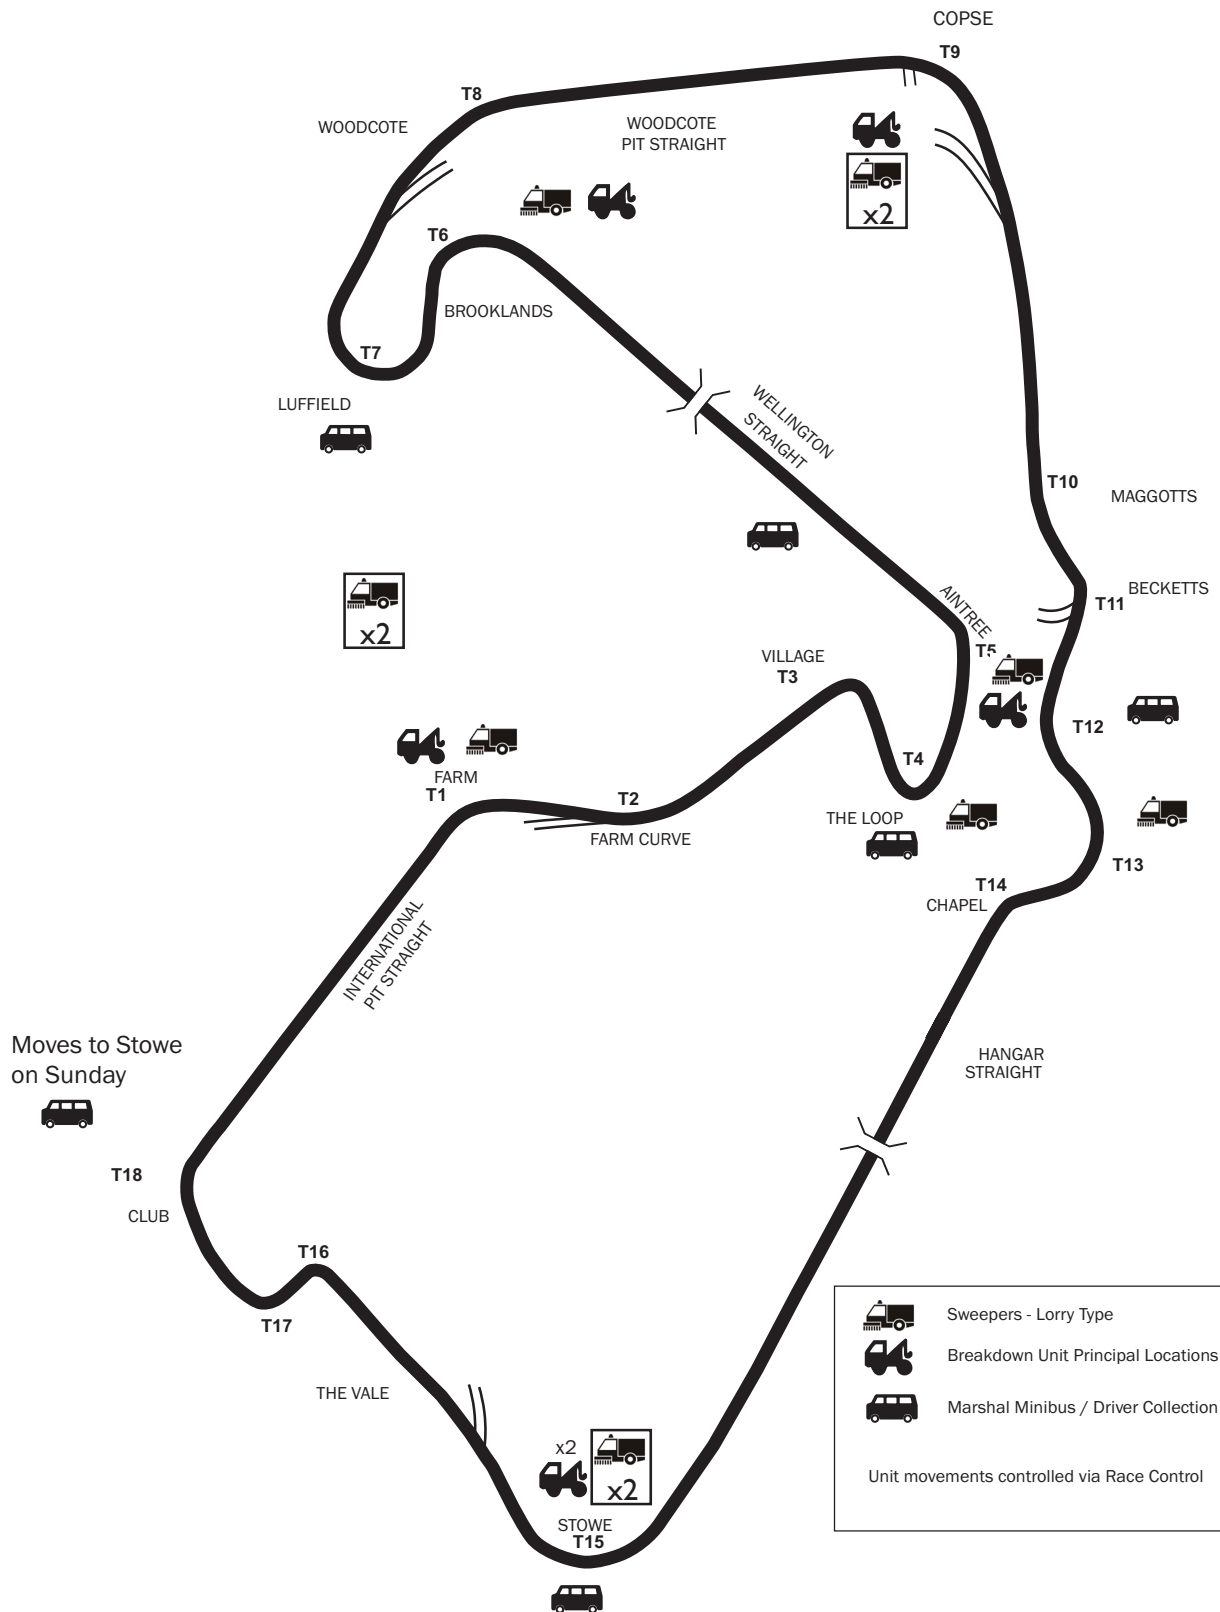 COPSE
T9
T8
WOODCOTE
WOODCOTE
PIT STRAIGHT
x2
T6
BROOKLANDS
T7
LUFFIELD
WELLINGTON
STRAIGHT
T10
MAGGOTTS
BECKETTS
T11
AINTREE
T5
x2
VILLAGE
T3
T12
T4
FARM
T1
T2
FARM CURVE
THE LOOP
T13
T14
CHAPEL
INTERNATIONAL
PIT STRAIGHT
Moves to Stowe
on Sunday
HANGAR
STRAIGHT
T18
CLUB
T16
T17
THE VALE
x2
x2
STOWE
T15
Sweepers - Lorry Type
Breakdown Unit Principal Locations
Marshal Minibus / Driver Collection
Unit movements controlled via Race Control